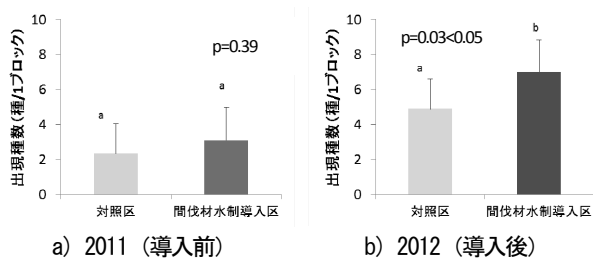 10
8
6
4
2
0
出現種数(種/1ブロック)
p=0.39
a
a
対照区
間伐材水制導入区
a) 2011 (導入前)
10
8
6
4
2
0
出現種数(種/1ブロック)
p=0.03<0.05
a
b
対照区
間伐材水制導入区
b) 2012 (導入後)